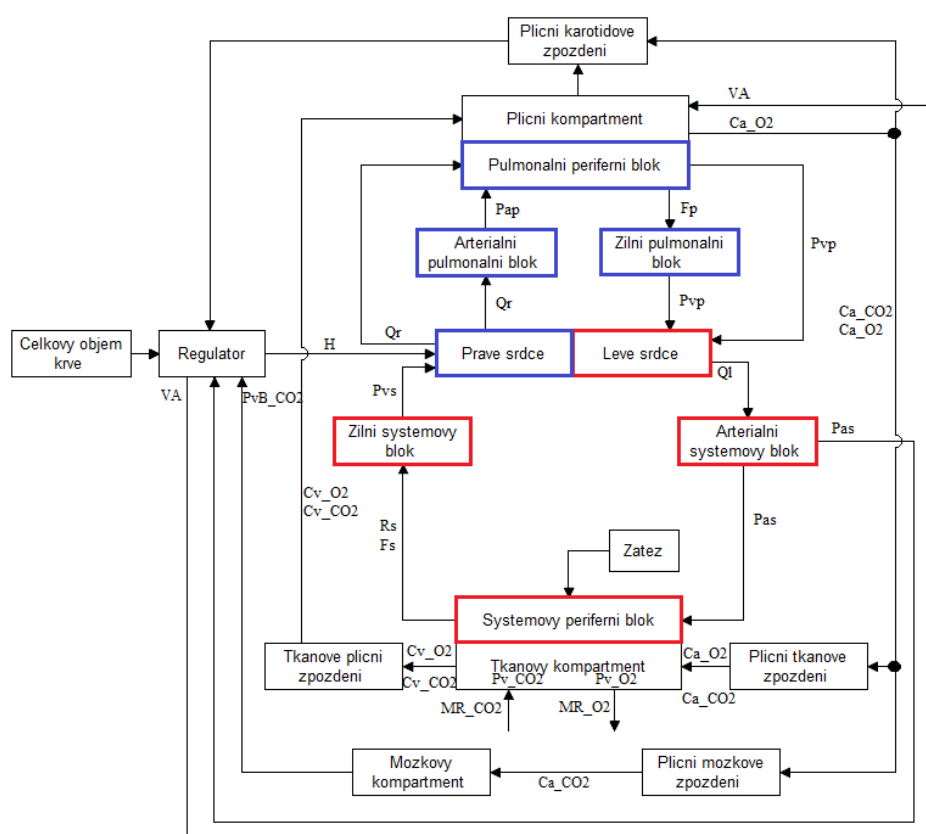 Plicni karotidove
zpozdeni
VA
Plicni kompartment
Ca_O2
Pulmonalni periferni blok
Pap
Fp
Arterialni
pulmonalni blok
Zilni pulmonalni
blok
Pvp
Qr
Pvp
Ca_CO2
Ca_O2
Celkovy objem
krve
Regulator
H
Qr
Prave srdce
Leve srdce
Ql
VA
PvB_CO2
Pvs
Zilni systemovy
blok
Arterialni
systemovy blok
Pas
Cv_O2
Cv_CO2
Rs
Fs
Pas
Zatez
Systemovy periferni blok
Tkanove plicni
zpozdeni
Cv_O2
Cv_CO2
Tkanovy kompartment
Pv_CO2
Pv_O2
Ca_O2
Ca_CO2
Plicni tkanove
zpozdeni
MR_CO2
MR_O2
Mozkovy
kompartment
Ca_CO2
Plicni mozkove
zpozdeni